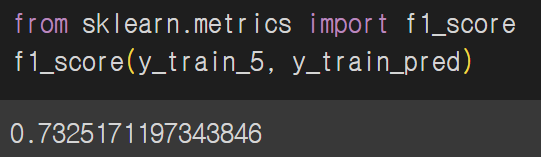 from sklearn.metrics import f1_score
f1_score(y_train_5, y_train_pred)
0.7325171197343846